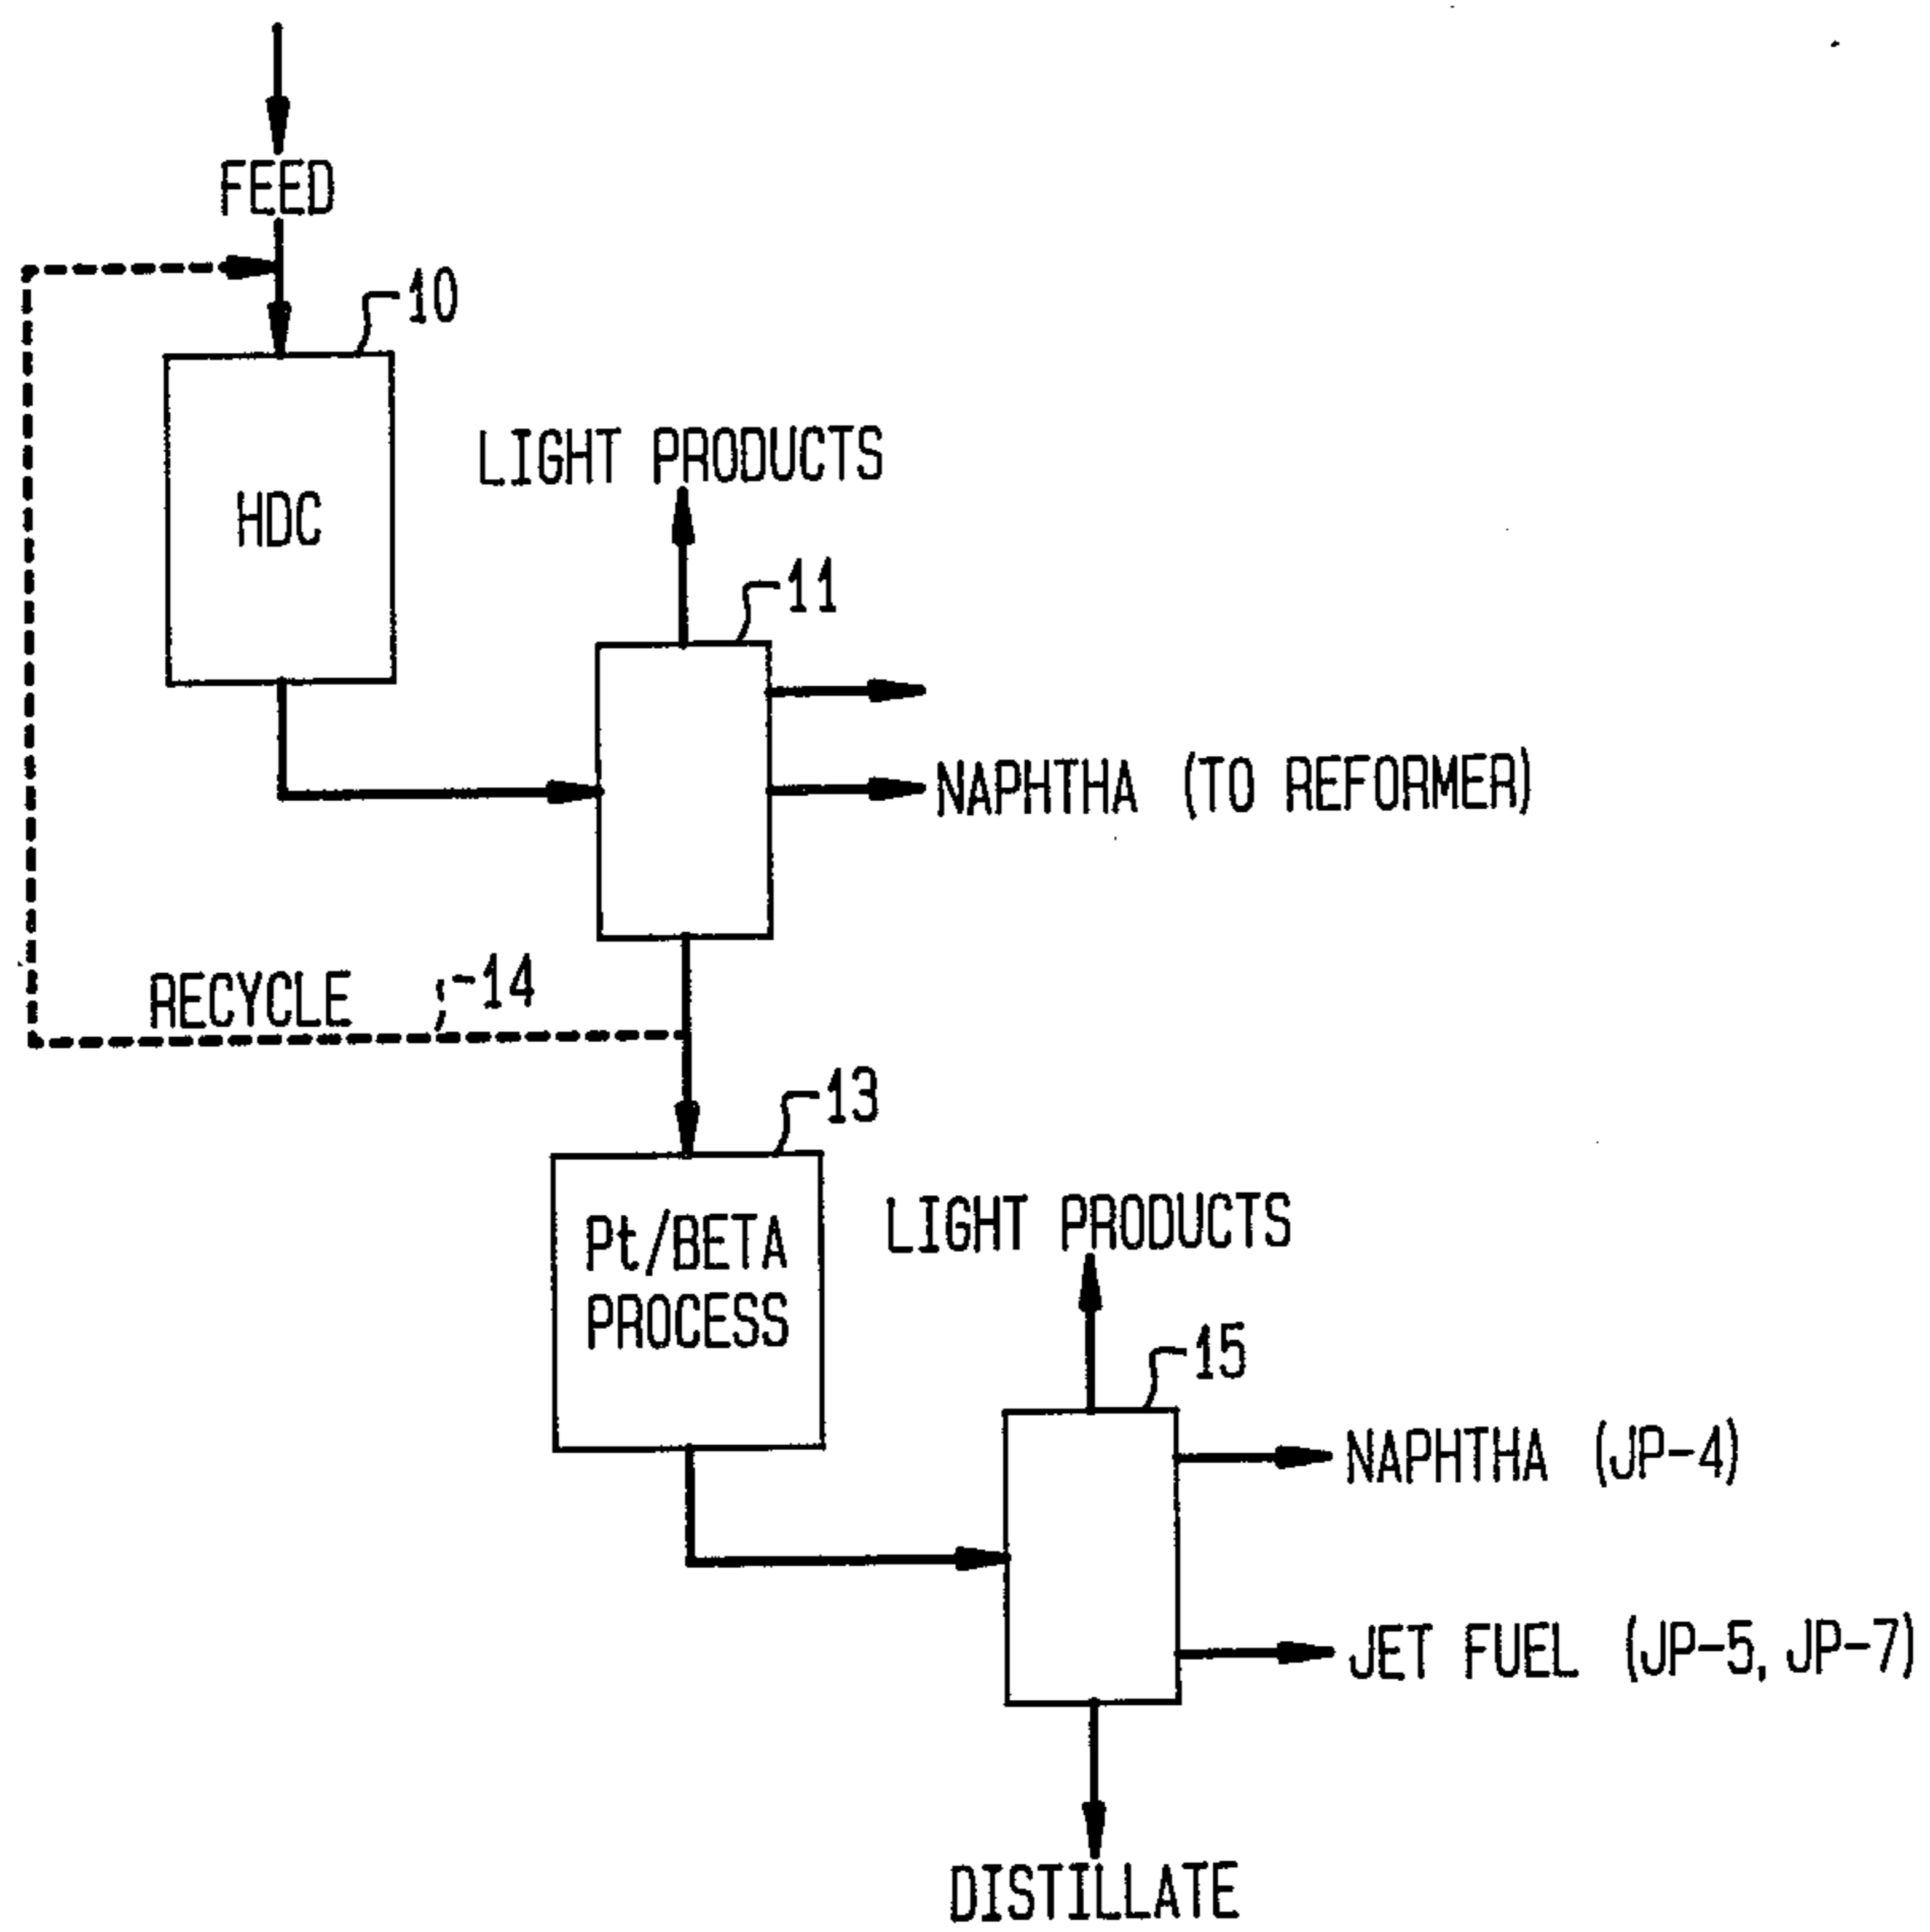 FEED
10
HDC
LIGHT PRODUCTS
11
NAPHTHA (TO REFORMER)
RECYCLE
14
13
Pt/BETA
PROCESS
LIGHT PRODUCTS
15
NAPHTHA (JP-4)
JET FUEL (JP-5, JP-7)
DISTILLATE